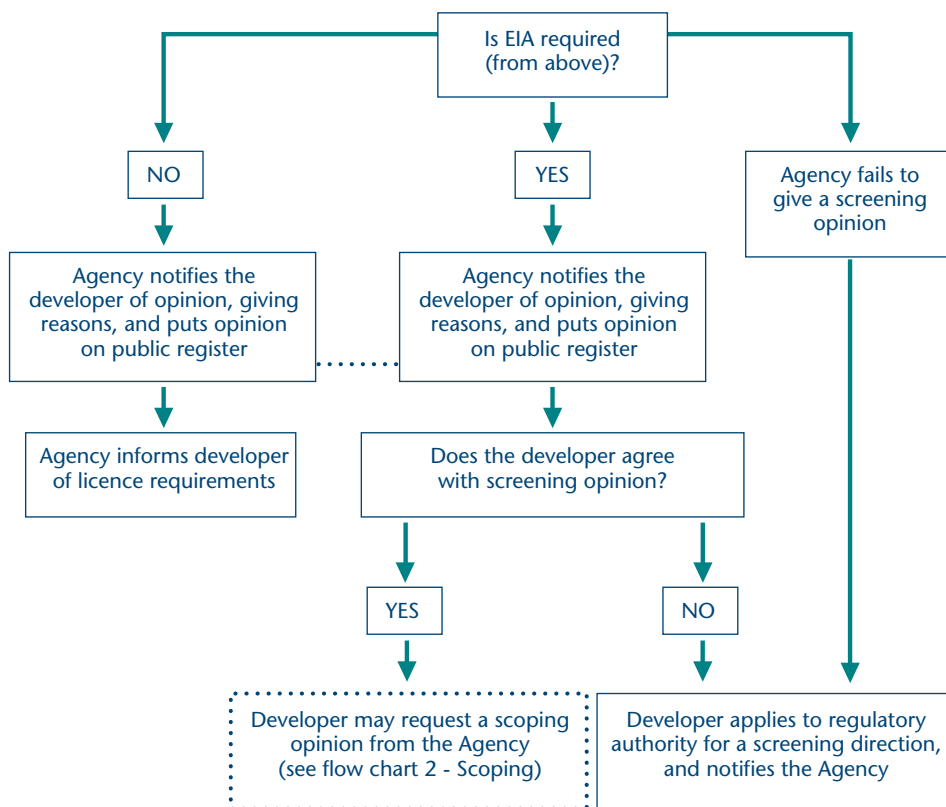 Is EIA required
(from above)?
NO
YES
Agency fails to
give a screening
opinion
Agency notifies the
developer of opinion, giving
reasons, and puts opinion
on public register
Agency notifies the
developer of opinion, giving
reasons, and puts opinion
on public register
Agency informs developer
of licence requirements
Does the developer agree
with screening opinion?
YES
NO
Developer may request a scoping
opinion from the Agency
(see flow chart 2 - Scoping)
Developer applies to regulatory
authority for a screening direction,
and notifies the Agency